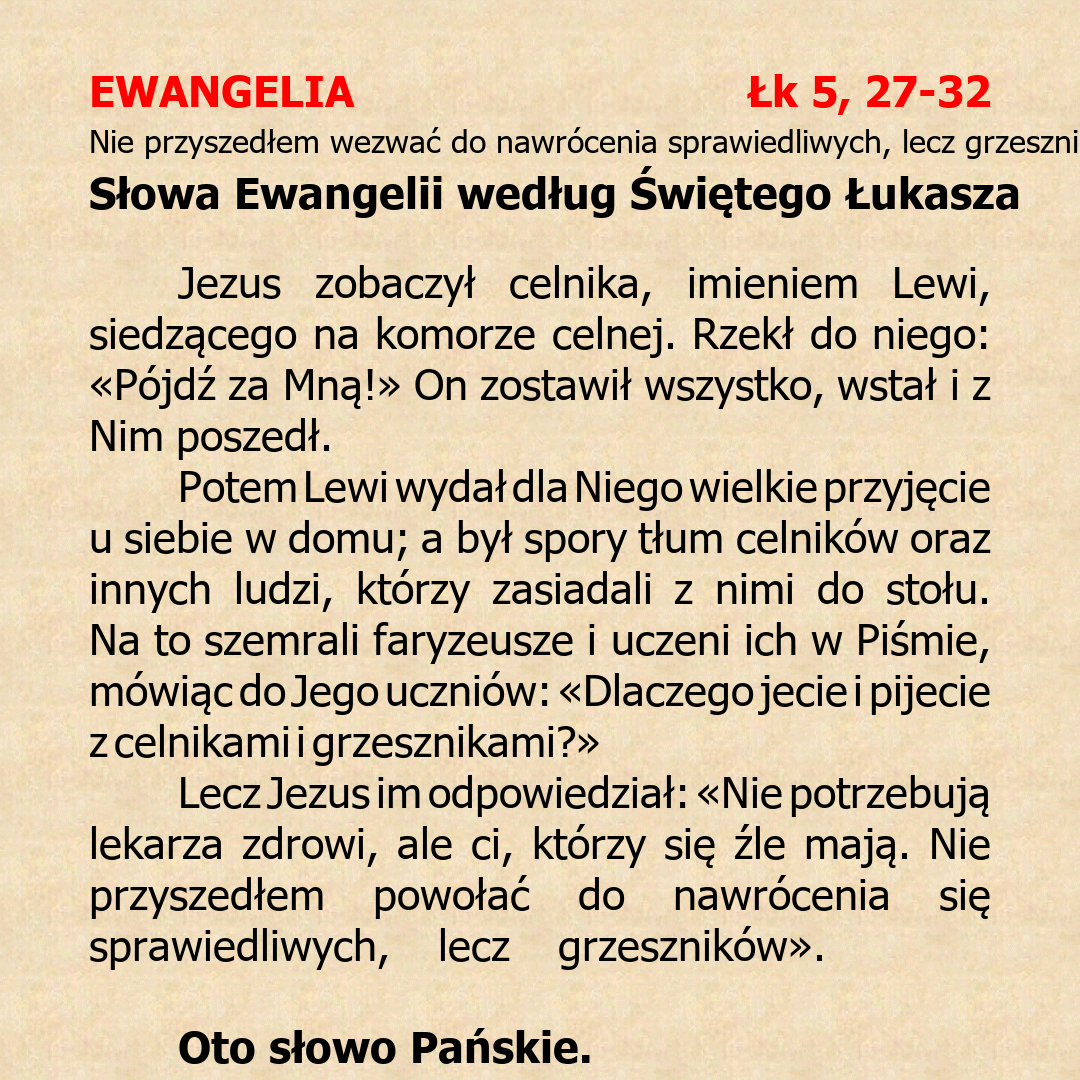 EWANGELIA Łk 5, 27-32
Nie przyszedłem wezwać do nawrócenia sprawiedliwych, lecz grzeszni
Słowa Ewangelii według Świętego Łukasza
Jezus zobaczył celnika, imieniem Lewi,
siedzącego na komorze celnej. Rzekł do niego:
«Pójdź za Mną!» On zostawił wszystko, wstał i z
Nim poszedł.
Potem Lewi wydał dla Niego wielkie przyjęcie
u siebie w domu; a był spory tłum celników oraz
innych ludzi, którzy zasiadali z nimi do stołu.
Na to szemrali faryzeusze i uczeni ich w Piśmie,
mówiąc do Jego uczniów: «Dlaczego jecie i pijecie
z celnikami i grzesznikami?»
Lecz Jezus im odpowiedział: «Nie potrzebują
lekarza zdrowi, ale ci, którzy się źle mają. Nie
przyszedłem powołać do nawrócenia się
sprawiedliwych, lecz grzeszników».
Oto słowo Pańskie.